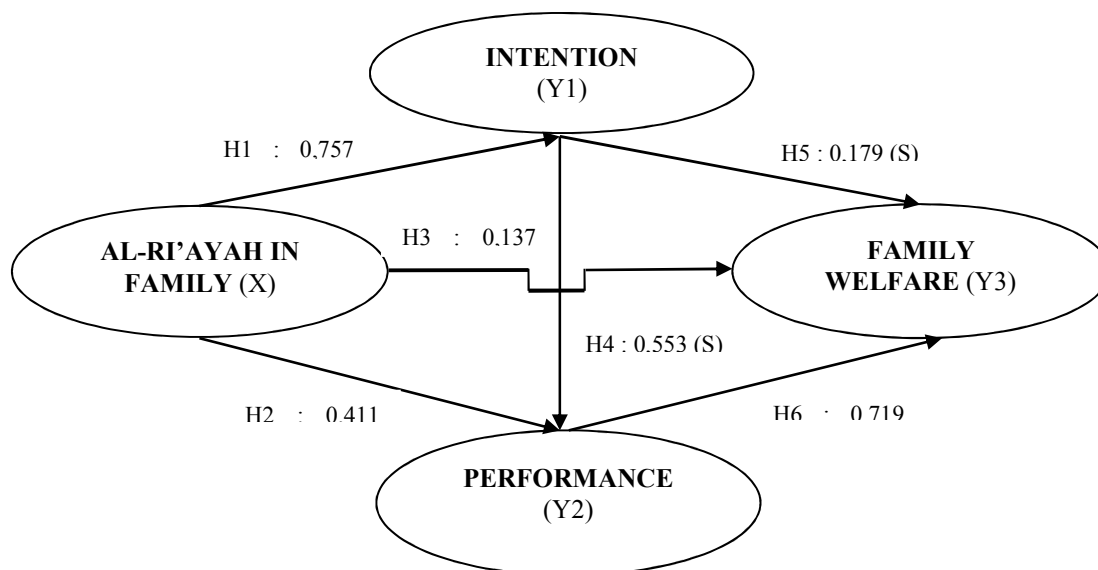 INTENTION
(Y1)
H1 : 0,757
H5 : 0,179 (S)
AL-RI’AYAH IN
FAMILY (X)
H3 : 0,137
FAMILY
WELFARE (Y3)
H4 : 0,553 (S)
H2 : 0,411
H6 : 0,719
PERFORMANCE
(Y2)